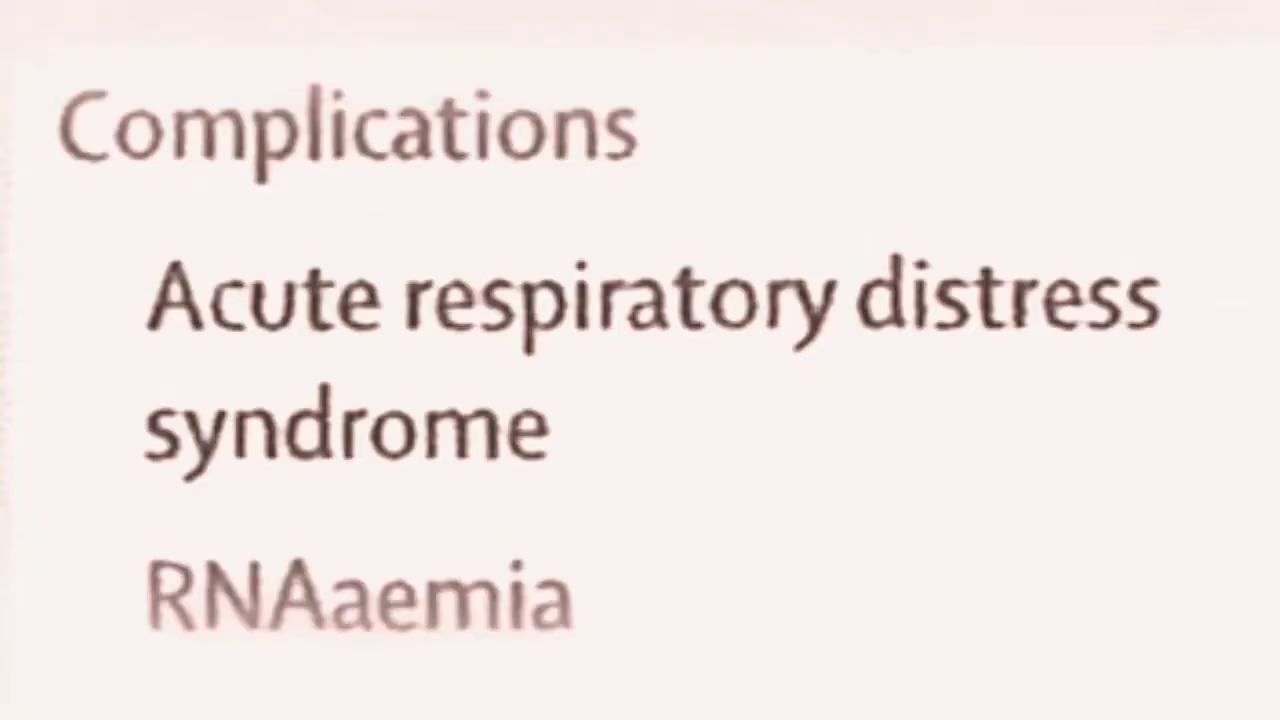 Complications
Acute respiratory distress
syndrome
RNAaemia